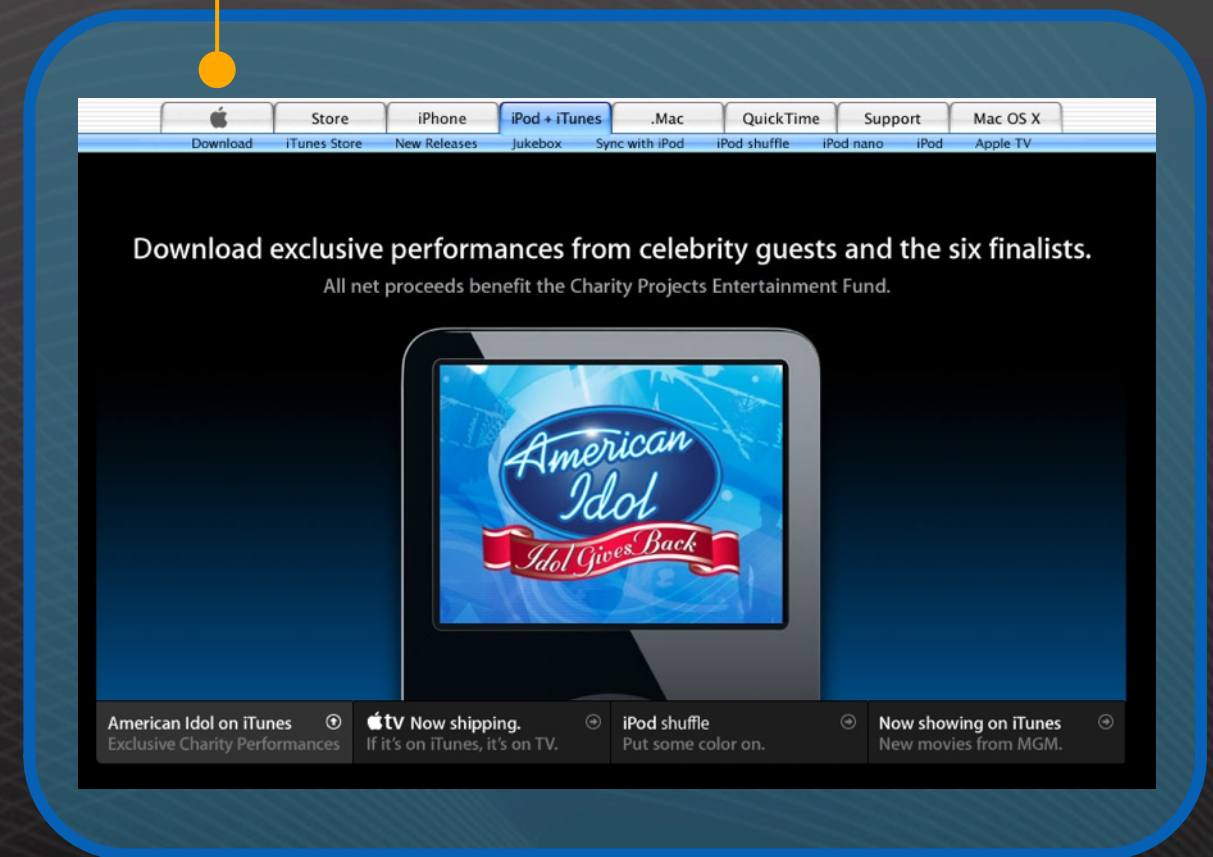 Store iPhone iPod + iTunes .Mac QuickTime Support Mac OS X
Download iTunes Store New Releases Jukebox Sync with iPod iPod shuffle iPod nano iPod Apple TV
Download exclusive performances from celebrity guests and the six finalists.
All net proceeds benefit the Charity Projects Entertainment Fund.
American
Idol
Idol Gives Back
American Idol on iTunes
Exclusive Charity Performances
tv Now shipping.
If it's on iTunes, it's on TV.
iPod shuffle
Put some color on.
Now showing on iTunes
New movies from MGM.